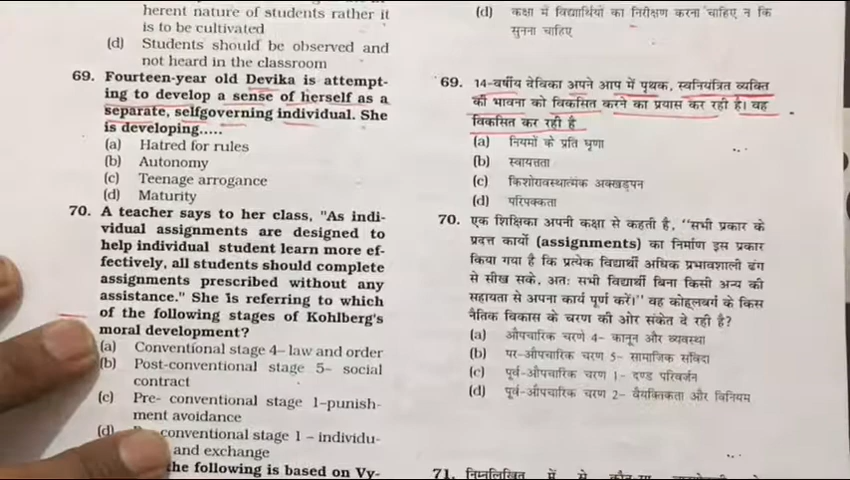 herent nature of students rather it
is to be cultivated
(d) Students should be observed and
not heard in the classroom
69. Fourteen-year old Devika is attempt-
ing to develop a sense of herself as a
separate, selfgoverning individual. She
is developing.....
(a) Hatred for rules
(b) Autonomy
(c) Teenage arrogance
(d) Maturity
70. A teacher says to her class, "As indi-
vidual assignments are designed to
help individual student learn more ef-
fectively, all students should complete
assignments prescribed without any
assistance." She is referring to which
of the following stages of Kohlberg's
moral development?
(a) Conventional stage 4– law and order
(b) Post-conventional stage 5- social
contract
(c) Pre- conventional stage 1-punish-
ment avoidance
(d) conventional stage 1 – individu-
and exchange
the following is based on Vy-
(d) कक्षा में विद्यार्थियों का निरीक्षण करना चाहिए न कि
सुनना चाहिए
69. 14-वर्षीय देविका अपने आप में पृथक, स्वनियंत्रित व्यक्ति
की भावना को विकसित करने का प्रयास कर रही है। वह
विकसित कर रही है
(a) नियमों के प्रति घृणा
(b) स्वायत्तता
(c) किशोरावस्थात्मक अक्खड़पन
(d) परिपक्कता
70. एक शिक्षिका अपनी कक्षा से कहती है, "सभी प्रकार के
प्रदत्त कार्यों (assignments) का निर्माण इस प्रकार
किया गया है कि प्रत्येक विद्यार्थी अधिक प्रभावशाली ढंग
से सीख सके, अतः सभी विद्यार्थी बिना किसी अन्य की
सहायता से अपना कार्य पूर्ण करें।" वह कोहलबर्ग के किस
नैतिक विकास के चरण की ओर संकेत दे रही है?
(a) औपचारिक चरण 4- कानून और व्यवस्था
(b) पर-औपचारिक चरण 5- सामाजिक संविदा
(c) पूर्व-औपचारिक चरण 1- दण्ड परिवर्जन
(d) पूर्व-औपचारिक चरण 2- वैयक्तिकता और विनियम
71. निम्नलिखित में से